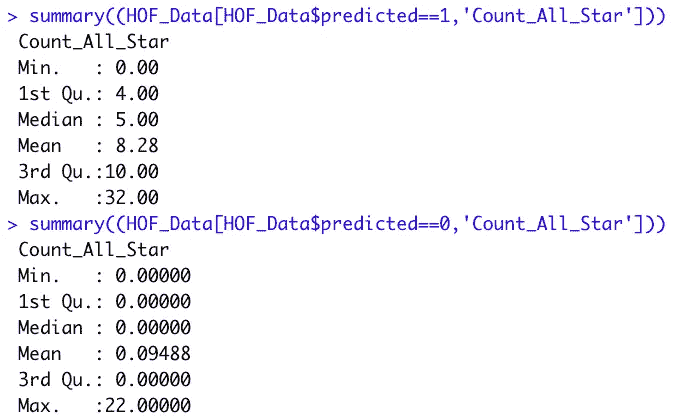 > summary((HOF_Data[HOF_Data$predicted==1,'Count_All_Star']))
Count_All_Star
Min.   : 0.00
1st Qu.: 4.00
Median : 5.00
Mean   : 8.28
3rd Qu.:10.00
Max.   :32.00
> summary((HOF_Data[HOF_Data$predicted==0,'Count_All_Star']))
Count_All_Star
Min.   : 0.00000
1st Qu.: 0.00000
Median : 0.00000
Mean   : 0.09488
3rd Qu.: 0.00000
Max.   :22.00000